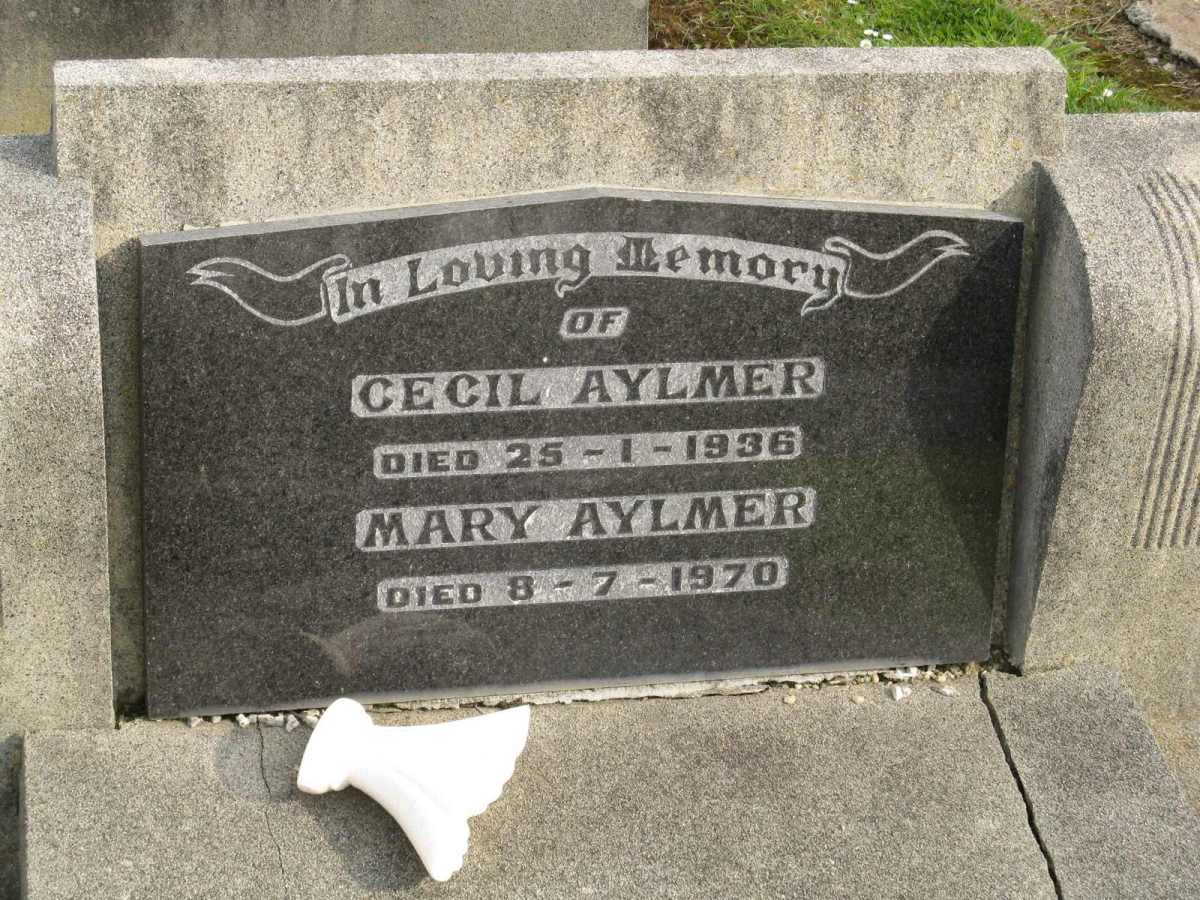 In Loving Memory
OF
CECIL AYLMER
DIED 25-1-1936
MARY AYLMER
DIED 8-7-1970